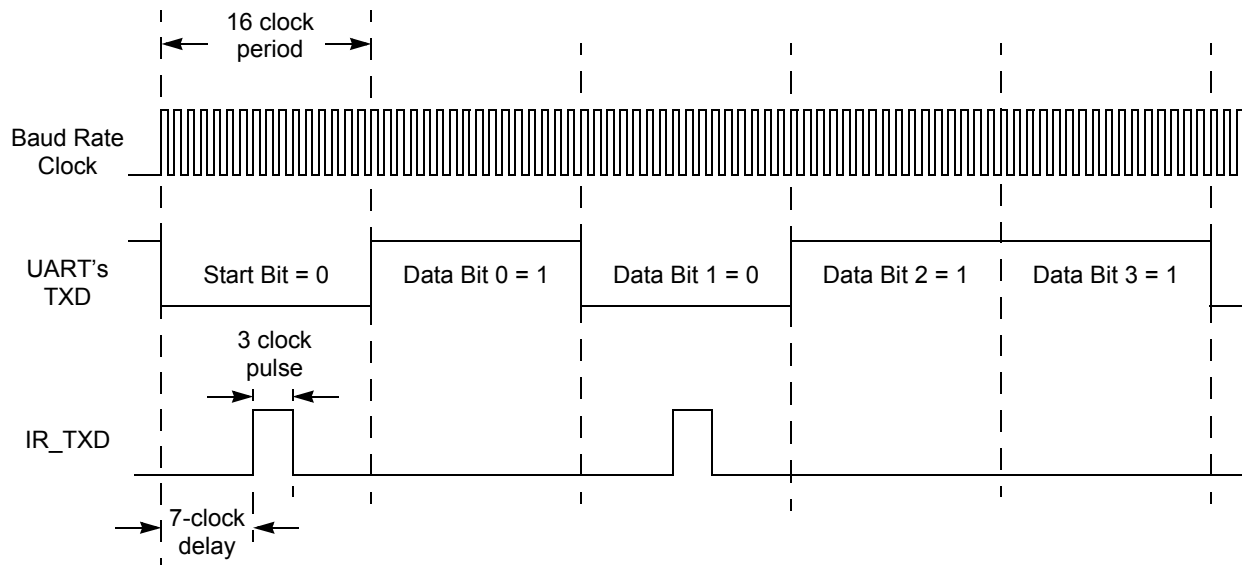 16 clock
period
Baud Rate
Clock
UART's
TXD
Start Bit = 0
Data Bit 0 = 1
Data Bit 1 = 0
Data Bit 2 = 1
Data Bit 3 = 1
3 clock
pulse
IR_TXD
7-clock
delay